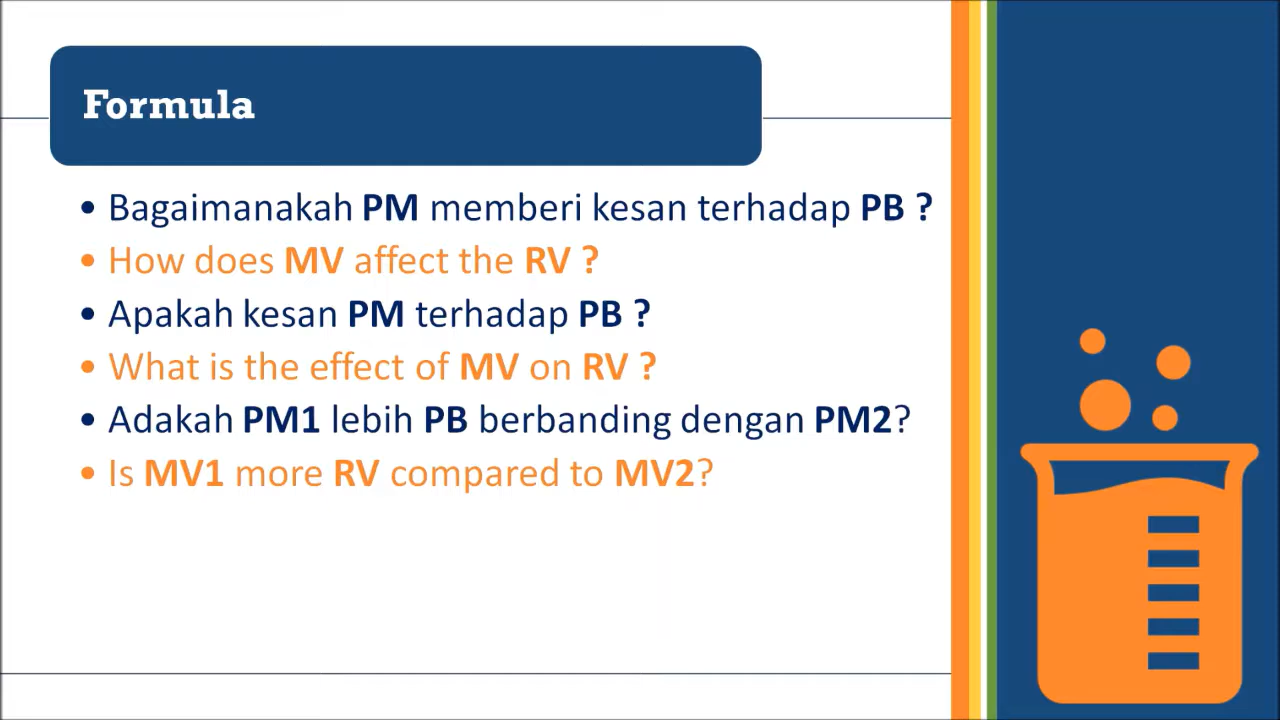 Formula
• Bagaimanakah PM memberi kesan terhadap PB ?
• How does MV affect the RV ?
• Apakah kesan PM terhadap PB ?
• What is the effect of MV on RV ?
• Adakah PM1 lebih PB berbanding dengan PM2?
• Is MV1 more RV compared to MV2?